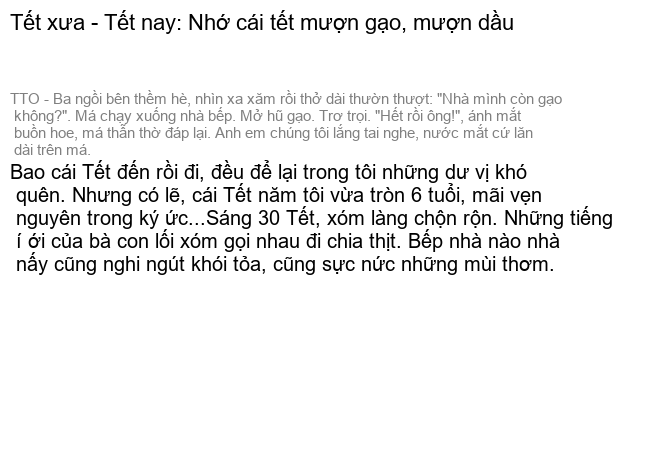 Tết xưa - Tết nay: Nhớ cái tết mượn gạo, mượn dầu
TTO - Ba ngồi bên thềm hè, nhìn xa xăm rồi thở dài thườn thượt: "Nhà mình còn gạo
không?". Má chạy xuống nhà bếp. Mở hũ gạo. Trơ trọi. "Hết rồi ông!", ánh mắt
buồn hoe, má thẫn thờ đáp lại. Anh em chúng tôi lắng tai nghe, nước mắt cứ lăn
dài trên má.
Bao cái Tết đến rồi đi, đều để lại trong tôi những dư vị khó
quên. Nhưng có lẽ, cái Tết năm tôi vừa tròn 6 tuổi, mãi vẹn
nguyên trong ký ức...Sáng 30 Tết, xóm làng chộn rộn. Những tiếng
í ới của bà con lối xóm gọi nhau đi chia thịt. Bếp nhà nào nhà
nấy cũng nghi ngút khói tỏa, cũng sực nức những mùi thơm.